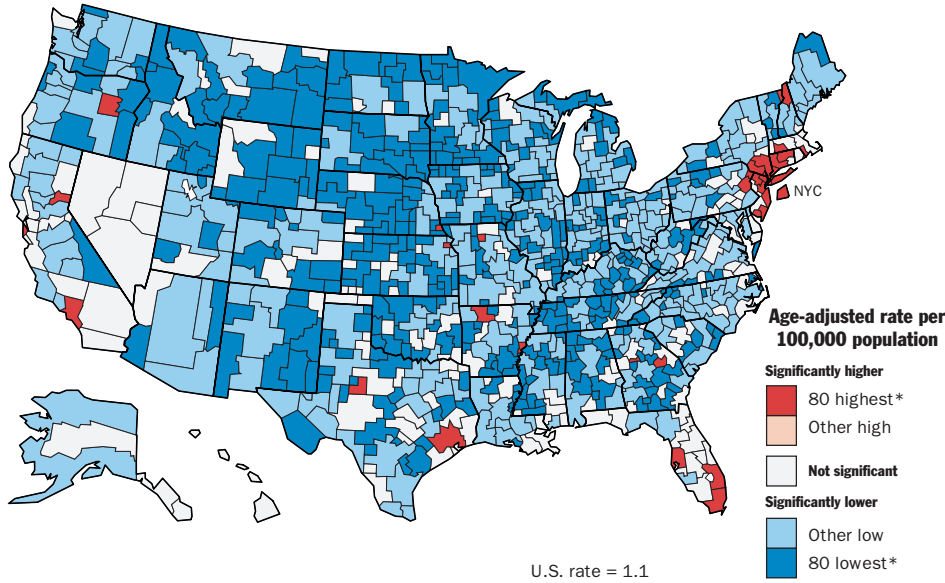 NYC
Age-adjusted rate per
100,000 population
Significantly higher
80 highest*
Other high
Not significant
Significantly lower
Other low
80 lowest*
U.S. rate = 1.1